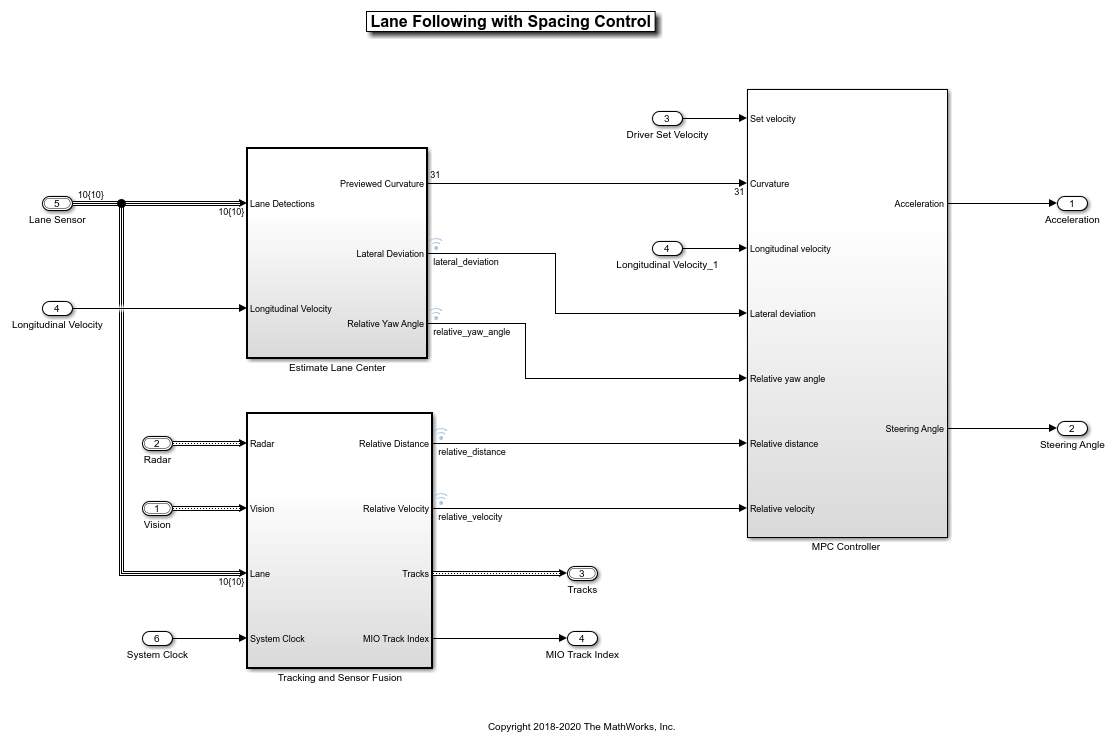 Lane Following with Spacing Control
3
Driver Set Velocity
Set velocity
5
Lane Sensor
10{10}
10{10}
Lane Detections
Previewed Curvature
31
31
Curvature
Acceleration
1
Acceleration
4
Longitudinal Velocity_1
Longitudinal velocity
Lateral Deviation
lateral_deviation
Lateral deviation
4
Longitudinal Velocity
Longitudinal Velocity
Relative Yaw Angle
relative_yaw_angle
Relative yaw angle
Estimate Lane Center
2
Radar
Radar
Relative Distance
relative_distance
Relative distance
Steering Angle
2
Steering Angle
1
Vision
Vision
Relative Velocity
relative_velocity
Relative velocity
MPC Controller
10{10}
Lane
Tracks
3
Tracks
6
System Clock
System Clock
MIO Track Index
4
MIO Track Index
Tracking and Sensor Fusion
Copyright 2018-2020 The MathWorks, Inc.